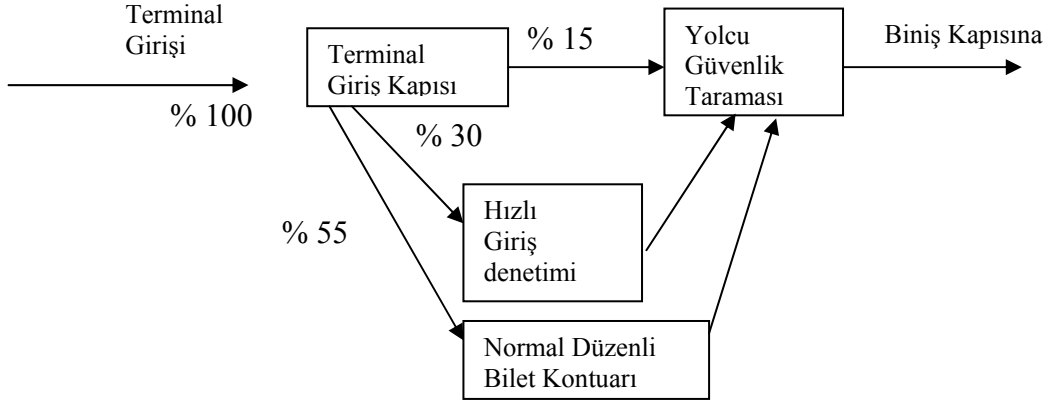 Terminal
Girişi
% 100
Terminal
Giriş Kapısı
% 15
Yolcu
Güvenlik
Taraması
Biniş Kapısına
% 30
Hızlı
Giriş
denetimi
% 55
Normal Düzenli
Bilet Kontuarı